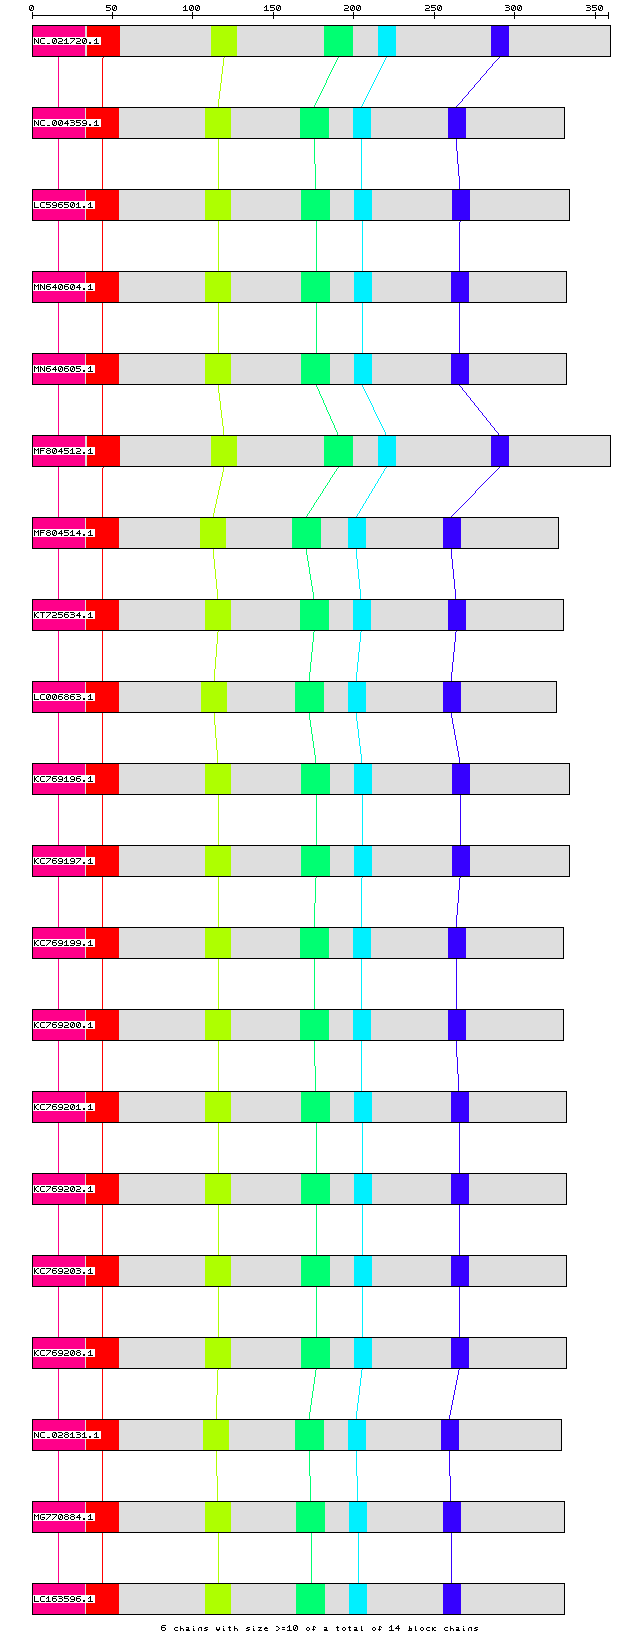 0 50 100 150 200 250 300 350
NC_021720.1
NC_004359.1
LC596501.1
MN640604.1
MN640605.1
MF804512.1
MF804514.1
KT725634.1
LC006863.1
KC769196.1
KC769197.1
KC769199.1
KC769200.1
KC769201.1
KC769202.1
KC769203.1
KC769208.1
NC_028131.1
MG770884.1
LC163596.1
6 chains with size >=10 of a total of 14 block chains